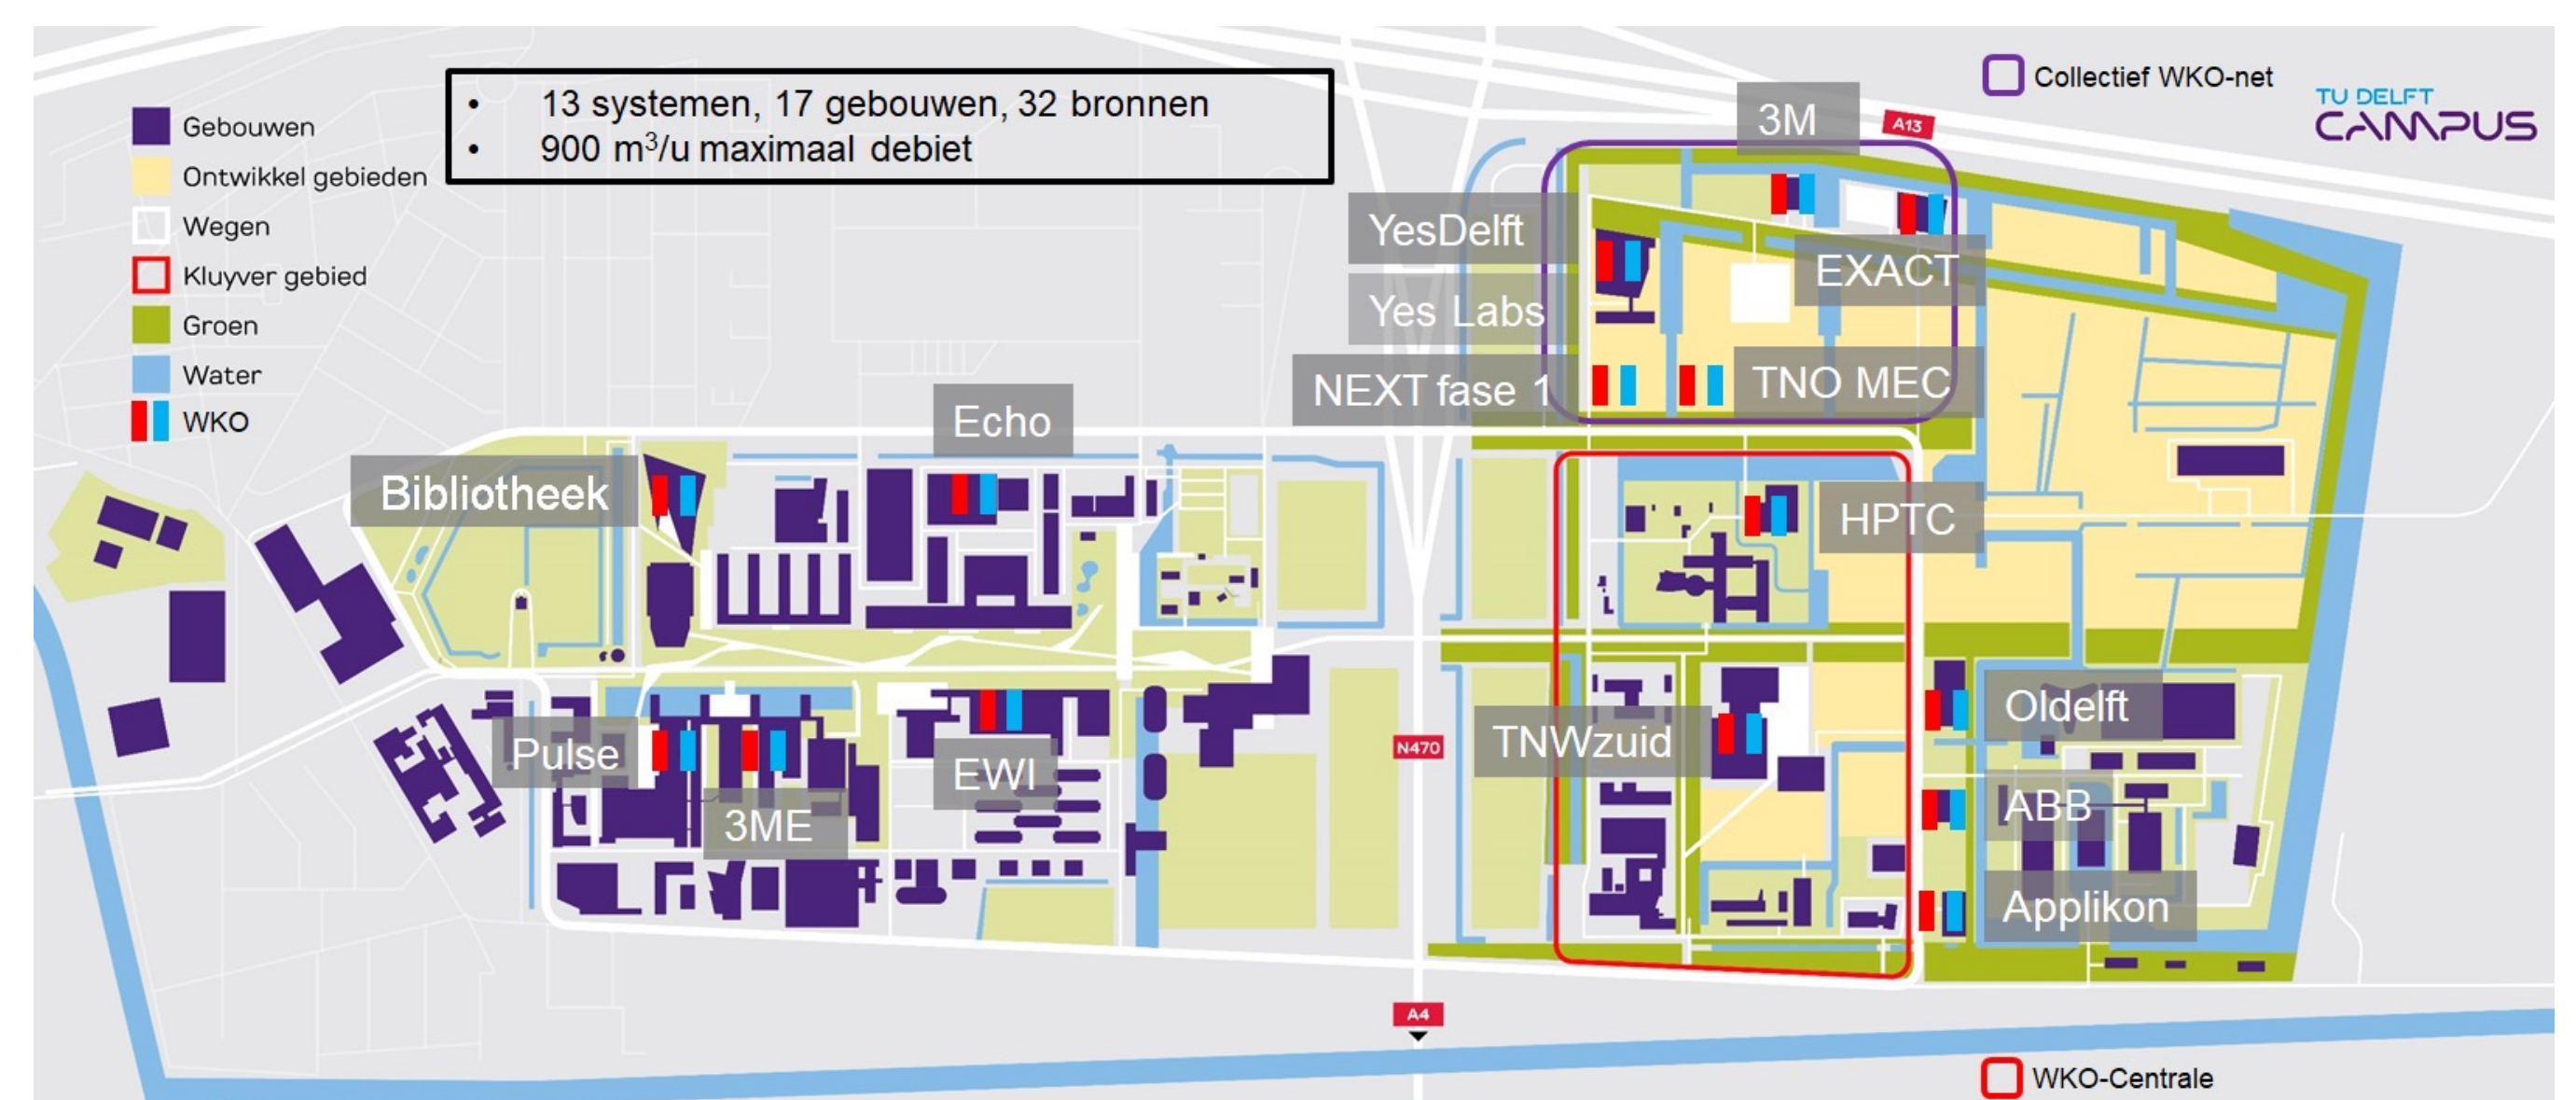 • 13 systemen, 17 gebouwen, 32 bronnen
• 900 m³/u maximaal debiet
Gebouwen
Ontwikkel gebieden
Wegen
Kluyver gebied
Groen
Water
WKO
Collectief WKO-net
TU DELFT
CAMPUS
3M
A13
YesDelft
EXACT
Yes Labs
NEXT fase 1
TNO MEC
Echo
Bibliotheek
HPTC
Oldelft
TNWzuid
N470
Pulse
EWI
3ME
ABB
Applikon
A4
WKO-Centrale